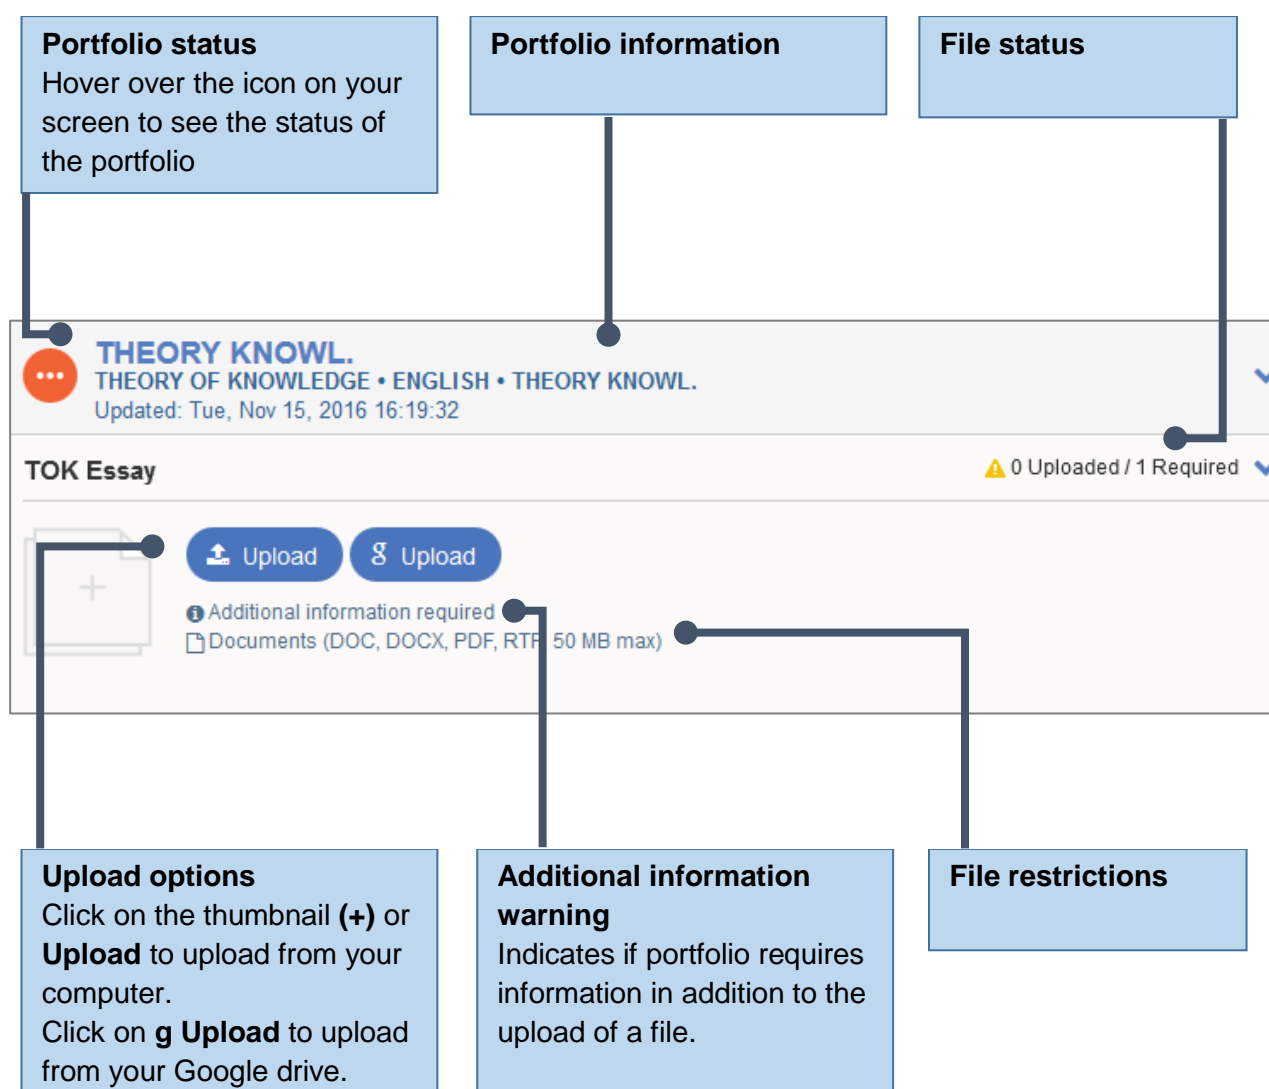 Portfolio status
Hover over the icon on your
screen to see the status of
the portfolio
Portfolio information
File status
THEORY KNOWL.
THEORY OF KNOWLEDGE • ENGLISH • THEORY KNOWL.
Updated: Tue, Nov 15, 2016 16:19:32
TOK Essay
0 Uploaded / 1 Required
Upload
g Upload
Additional information required
Documents (DOC, DOCX, PDF, RTF, 50 MB max)
Upload options
Click on the thumbnail (+) or
Upload to upload from your
computer.
Click on g Upload to upload
from your Google drive.
Additional information
warning
Indicates if portfolio requires
information in addition to the
upload of a file.
File restrictions